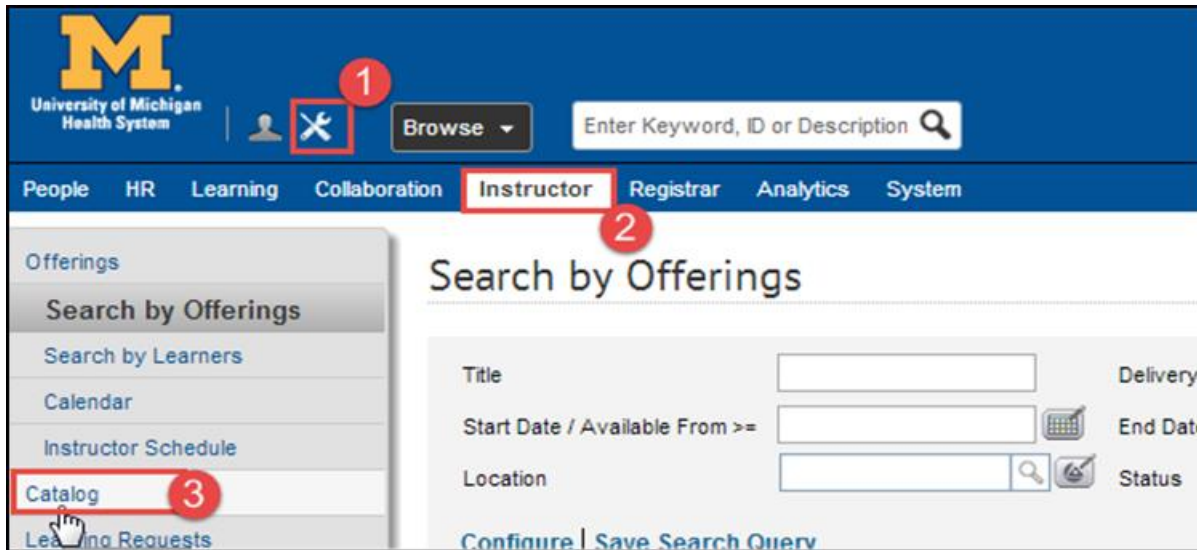 M
University of Michigan
Health System
1
Browse
Enter Keyword, ID or Description
People HR Learning Collaboration Instructor Registrar Analytics System
2
Offerings
Search by Offerings
Search by Learners
Calendar
Instructor Schedule
Catalog
3
Learning Requests
Search by Offerings
Title
Delivery
Start Date / Available From >=
End Date
Location
Status
Configure | Save Search Query